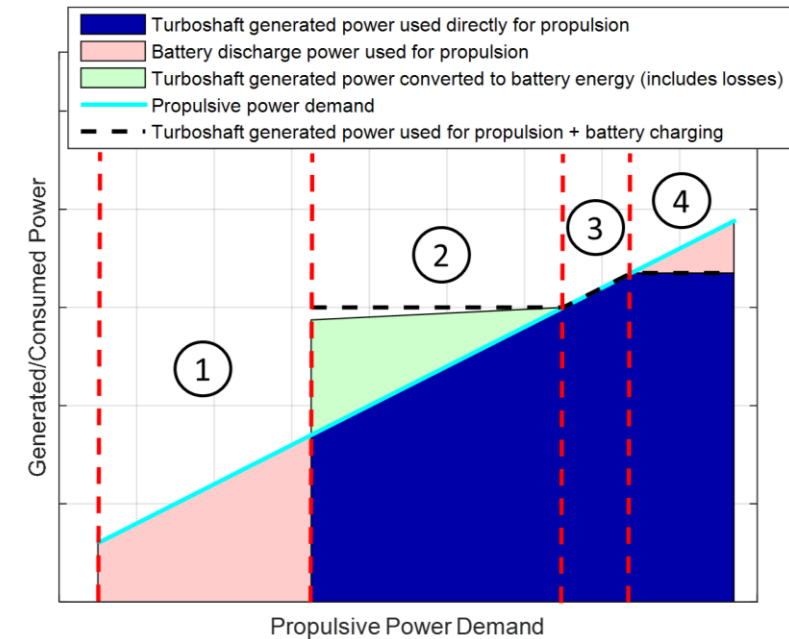 Turboshaft generated power used directly for propulsion
Battery discharge power used for propulsion
Turboshaft generated power converted to battery energy (includes losses)
Propulsive power demand
Turboshaft generated power used for propulsion + battery charging
4
3
2
1
Generated/Consumed Power
Propulsive Power Demand